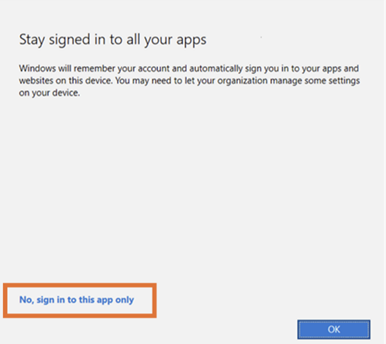 Stay signed in to all your apps
Windows will remember your account and automatically sign you in to your apps and
websites on this device. You may need to let your organization manage some settings
on your device.
No, sign in to this app only
OK